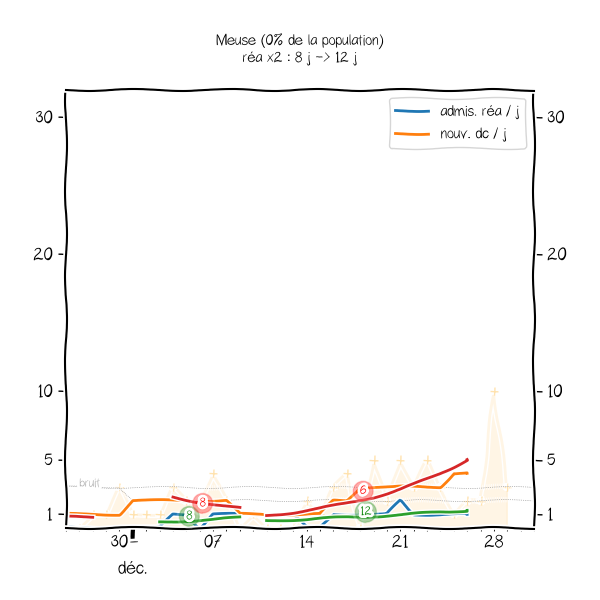 Meuse (0% de la population)
réa x2 : 8 j -> 12 j
admis. réa / j
nouv. dc / j
30 30
20 20
10 10
5 5
bruit
8 8 6 12
1 1
30 07 14 21 28
déc.